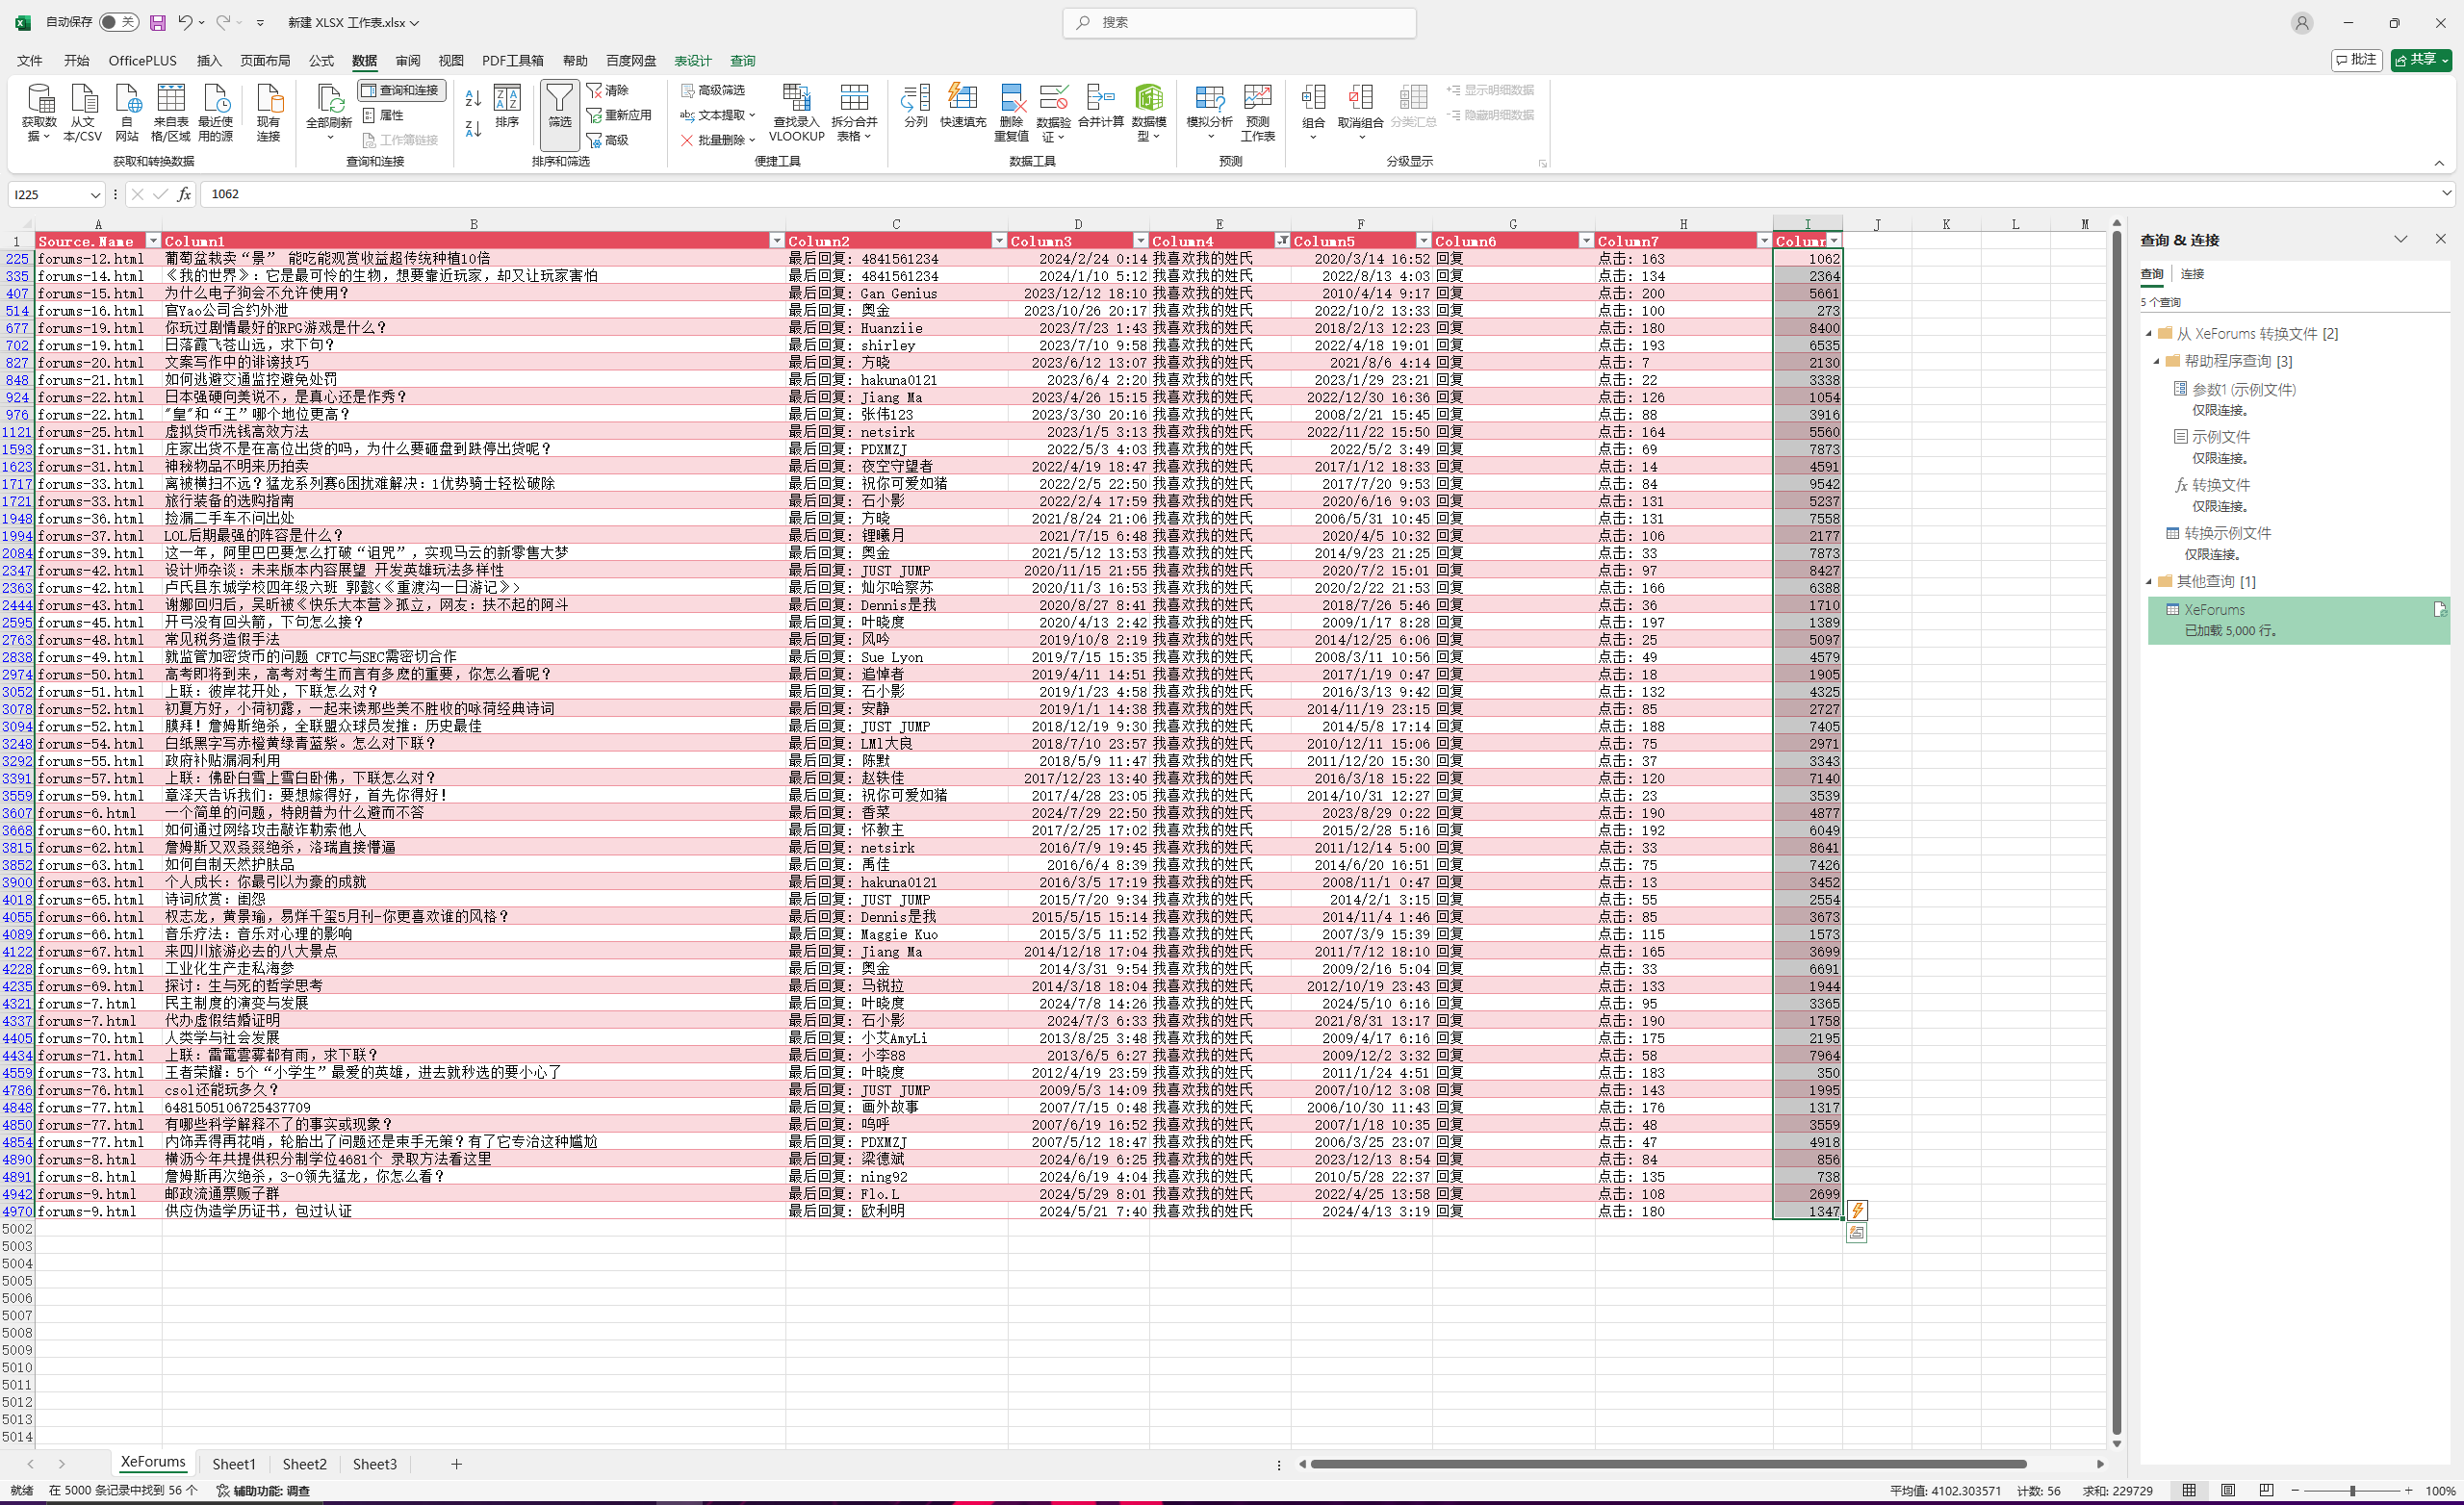 自动保存 关 新建 XLSX 工作表.xlsx 搜索
文件 开始 OfficePLUS 插入 页面布局 公式 数据 审阅 视图 PDF工具箱 帮助 百度网盘 表设计 查询 批注 共享
获取数据 从文本/CSV 自网站 来自表格/区域 最近使用的源 现有连接 全部刷新 查询和连接 属性 工作簿链接 排序 筛选 清除 重新应用 高级 高级筛选 文本提取 批量删除 查找录入 VLOOKUP 拆分合并表格 分列 快速填充 删除重复值 数据验证 合并计算 数据模型 模拟分析 预测工作表 组合 取消组合 分类汇总 显示明细数据 隐藏明细数据
获取和转换数据 查询和连接 排序和筛选 便捷工具 数据工具 预测 分级显示
I225 fx 1062
A B C D E F G H I J K L M
1 Source.Name Column1 Column2 Column3 Column4 Column5 Column6 Column7 Column
225 forums-12.html 葡萄盆栽卖“景” 能吃能观赏收益超传统种植10倍 最后回复: 4841561234 2024/2/24 0:14 我喜欢我的姓氏 2020/3/14 16:52 回复 点击: 163 1062
335 forums-14.html 《我的世界》: 它是最可怜的生物, 想要靠近玩家, 却又让玩家害怕 最后回复: 4841561234 2024/1/10 5:12 我喜欢我的姓氏 2022/8/13 4:03 回复 点击: 134 2364
407 forums-15.html 为什么电子狗会不允许使用? 最后回复: Gan Genius 2023/12/12 18:10 我喜欢我的姓氏 2010/4/14 9:17 回复 点击: 200 5661
514 forums-16.html 官Yao公司合约外泄 最后回复: 奥金 2023/10/26 20:17 我喜欢我的姓氏 2022/10/2 13:33 回复 点击: 100 273
677 forums-19.html 你玩过剧情最好的RPG游戏是什么? 最后回复: Huanziie 2023/7/23 1:43 我喜欢我的姓氏 2018/2/13 12:23 回复 点击: 180 8400
702 forums-19.html 日落霞飞苍山远, 求下句? 最后回复: shirley 2023/7/10 9:58 我喜欢我的姓氏 2022/4/18 19:01 回复 点击: 193 6535
827 forums-20.html 文案写作中的诽谤技巧 最后回复: 方晓 2023/6/12 13:07 我喜欢我的姓氏 2021/8/6 4:14 回复 点击: 7 2130
848 forums-21.html 如何逃避交通监控避免处罚 最后回复: hakuna0121 2023/6/4 2:20 我喜欢我的姓氏 2023/1/29 23:21 回复 点击: 22 3338
924 forums-22.html 日本强硬向美说不, 是真心还是作秀? 最后回复: Jiang Ma 2023/4/26 15:15 我喜欢我的姓氏 2022/12/30 16:36 回复 点击: 126 1054
976 forums-22.html "皇"和“王”哪个地位更高? 最后回复: 张伟123 2023/3/30 20:16 我喜欢我的姓氏 2008/2/21 15:45 回复 点击: 88 3916
1121 forums-25.html 虚拟货币洗钱高效方法 最后回复: netsirk 2023/1/5 3:13 我喜欢我的姓氏 2022/11/22 15:50 回复 点击: 164 5560
1593 forums-31.html 庄家出货不是在高位出货的吗, 为什么要砸盘到跌停出货呢? 最后回复: PDXMZJ 2022/5/3 4:03 我喜欢我的姓氏 2022/5/2 3:49 回复 点击: 69 7873
1623 forums-31.html 神秘物品不明来历拍卖 最后回复: 夜空守望者 2022/4/19 18:47 我喜欢我的姓氏 2017/1/12 18:33 回复 点击: 14 4591
1717 forums-33.html 离被横扫不远? 猛龙系列赛6困扰难解决: 1优势骑士轻松破除 最后回复: 祝你可爱如猪 2022/2/5 22:50 我喜欢我的姓氏 2017/7/20 9:53 回复 点击: 84 9542
1721 forums-33.html 旅行装备的选购指南 最后回复: 石小影 2022/2/4 17:59 我喜欢我的姓氏 2020/6/16 9:03 回复 点击: 131 5237
1948 forums-36.html 捡漏二手车不问出处 最后回复: 方晓 2021/8/24 21:06 我喜欢我的姓氏 2006/5/31 10:45 回复 点击: 131 7558
1994 forums-37.html LOL后期最强的阵容是什么? 最后回复: 锂曦月 2021/7/15 6:48 我喜欢我的姓氏 2020/4/5 10:32 回复 点击: 106 2177
2084 forums-39.html 这一年, 阿里巴巴要怎么打破“诅咒”, 实现马云的新零售大梦 最后回复: 奥金 2021/5/12 13:53 我喜欢我的姓氏 2014/9/23 21:25 回复 点击: 33 7873
2347 forums-42.html 设计师杂谈: 未来版本内容展望 开发英雄玩法多样性 最后回复: JUST JUMP 2020/11/15 21:55 我喜欢我的姓氏 2020/7/2 15:01 回复 点击: 97 8427
2363 forums-42.html 卢氏县东城学校四年级六班 郭懿<《重渡沟一日游记》> 最后回复: 灿尔哈察苏 2020/11/3 16:53 我喜欢我的姓氏 2020/2/22 21:53 回复 点击: 166 6388
2444 forums-43.html 谢娜回归后, 吴昕被《快乐大本营》孤立, 网友: 扶不起的阿斗 最后回复: Dennis是我 2020/8/27 8:41 我喜欢我的姓氏 2018/7/26 5:46 回复 点击: 36 1710
2595 forums-45.html 开弓没有回头箭, 下句怎么接? 最后回复: 叶晓度 2020/4/13 2:42 我喜欢我的姓氏 2009/1/17 8:28 回复 点击: 197 1389
2763 forums-48.html 常见税务造假手法 最后回复: 风吟 2019/10/8 2:19 我喜欢我的姓氏 2014/12/25 6:06 回复 点击: 25 5097
2838 forums-49.html 就监管加密货币的问题 CFTC与SEC需密切合作 最后回复: Sue Lyon 2019/7/15 15:35 我喜欢我的姓氏 2008/3/11 10:56 回复 点击: 49 4579
2974 forums-50.html 高考即将到来, 高考对考生而言有多麽的重要, 你怎么看呢? 最后回复: 追悼者 2019/4/11 14:51 我喜欢我的姓氏 2017/1/19 0:47 回复 点击: 18 1905
3052 forums-51.html 上联: 彼岸花开处, 下联怎么对? 最后回复: 石小影 2019/1/23 4:58 我喜欢我的姓氏 2016/3/13 9:42 回复 点击: 132 4325
3078 forums-52.html 初夏方好, 小荷初露, 一起来读那些美不胜收的咏荷经典诗词 最后回复: 安静 2019/1/1 14:38 我喜欢我的姓氏 2014/11/19 23:15 回复 点击: 85 2727
3094 forums-52.html 膜拜! 詹姆斯绝杀, 全联盟众球员发推: 历史最佳 最后回复: JUST JUMP 2018/12/19 9:30 我喜欢我的姓氏 2014/5/8 17:14 回复 点击: 188 7405
3248 forums-54.html 白纸黑字写赤橙黄绿青蓝紫。怎么对下联? 最后回复: LMl大良 2018/7/10 23:57 我喜欢我的姓氏 2010/12/11 15:06 回复 点击: 75 2971
3292 forums-55.html 政府补贴漏洞利用 最后回复: 陈默 2018/5/9 11:47 我喜欢我的姓氏 2011/12/20 15:30 回复 点击: 37 3343
3391 forums-57.html 上联: 佛卧白雪上雪白卧佛, 下联怎么对? 最后回复: 赵轶佳 2017/12/23 13:40 我喜欢我的姓氏 2016/3/18 15:22 回复 点击: 120 7140
3559 forums-59.html 章泽天告诉我们: 要想嫁得好, 首先你得好! 最后回复: 祝你可爱如猪 2017/4/28 23:05 我喜欢我的姓氏 2014/10/31 12:27 回复 点击: 23 3539
3607 forums-6.html 一个简单的问题, 特朗普为什么避而不答 最后回复: 香菜 2024/7/29 22:50 我喜欢我的姓氏 2023/8/29 0:22 回复 点击: 190 4877
3668 forums-60.html 如何通过网络攻击敲诈勒索他人 最后回复: 怀教主 2017/2/25 17:02 我喜欢我的姓氏 2015/2/28 5:16 回复 点击: 192 6049
3815 forums-62.html 詹姆斯又双叒叕绝杀, 洛瑞直接懵逼 最后回复: netsirk 2016/7/9 19:45 我喜欢我的姓氏 2011/12/14 5:00 回复 点击: 33 8641
3852 forums-63.html 如何自制天然护肤品 最后回复: 禹佳 2016/6/4 8:39 我喜欢我的姓氏 2014/6/20 16:51 回复 点击: 75 7426
3900 forums-63.html 个人成长: 你最引以为豪的成就 最后回复: hakuna0121 2016/3/5 17:19 我喜欢我的姓氏 2008/11/1 0:47 回复 点击: 13 3452
4018 forums-65.html 诗词欣赏: 闺怨 最后回复: JUST JUMP 2015/7/20 9:34 我喜欢我的姓氏 2014/2/1 3:15 回复 点击: 55 2554
4055 forums-66.html 权志龙, 黄景瑜, 易烊千玺5月刊-你更喜欢谁的风格? 最后回复: Dennis是我 2015/5/15 15:14 我喜欢我的姓氏 2014/11/4 1:46 回复 点击: 85 3673
4089 forums-66.html 音乐疗法: 音乐对心理的影响 最后回复: Maggie Kuo 2015/3/5 11:52 我喜欢我的姓氏 2007/3/9 15:39 回复 点击: 115 1573
4122 forums-67.html 来四川旅游必去的八大景点 最后回复: Jiang Ma 2014/12/18 17:04 我喜欢我的姓氏 2011/7/12 18:10 回复 点击: 165 3699
4228 forums-69.html 工业化生产走私海参 最后回复: 奥金 2014/3/31 9:54 我喜欢我的姓氏 2009/2/16 5:04 回复 点击: 33 6691
4235 forums-69.html 探讨: 生与死的哲学思考 最后回复: 马锐拉 2014/3/18 18:04 我喜欢我的姓氏 2012/10/19 23:43 回复 点击: 133 1944
4321 forums-7.html 民主制度的演变与发展 最后回复: 叶晓度 2024/7/8 14:26 我喜欢我的姓氏 2024/5/10 6:16 回复 点击: 95 3365
4337 forums-7.html 代办虚假结婚证明 最后回复: 石小影 2024/7/3 6:33 我喜欢我的姓氏 2021/8/31 13:17 回复 点击: 190 1758
4405 forums-70.html 人类学与社会发展 最后回复: 小艾AmyLi 2013/8/25 3:48 我喜欢我的姓氏 2009/4/17 6:16 回复 点击: 175 2195
4434 forums-71.html 上联: 雷電雲雾都有雨, 求下联? 最后回复: 小李88 2013/6/5 6:27 我喜欢我的姓氏 2009/12/2 3:32 回复 点击: 58 7964
4559 forums-73.html 王者荣耀: 5个“小学生”最爱的英雄, 进去就秒选的要小心了 最后回复: 叶晓度 2012/4/19 23:59 我喜欢我的姓氏 2011/1/24 4:51 回复 点击: 183 350
4786 forums-76.html csol还能玩多久? 最后回复: JUST JUMP 2009/5/3 14:09 我喜欢我的姓氏 2007/10/12 3:08 回复 点击: 143 1995
4848 forums-77.html 6481505106725437709 最后回复: 画外故事 2007/7/15 0:48 我喜欢我的姓氏 2006/10/30 11:43 回复 点击: 176 1317
4850 forums-77.html 有哪些科学解释不了的事实或现象? 最后回复: 呜呼 2007/6/19 16:52 我喜欢我的姓氏 2007/1/18 10:35 回复 点击: 48 3559
4854 forums-77.html 内饰弄得再花哨, 轮胎出了问题还是束手无策? 有了它专治这种尴尬 最后回复: PDXMZJ 2007/5/12 18:47 我喜欢我的姓氏 2006/3/25 23:07 回复 点击: 47 4918
4890 forums-8.html 横沥今年共提供积分制学位4681个 录取方法看这里 最后回复: 梁德斌 2024/6/19 6:25 我喜欢我的姓氏 2023/12/13 8:54 回复 点击: 84 856
4891 forums-8.html 詹姆斯再次绝杀, 3-0领先猛龙, 你怎么看? 最后回复: ning92 2024/6/19 4:04 我喜欢我的姓氏 2010/5/28 22:37 回复 点击: 135 738
4942 forums-9.html 邮政流通票贩子群 最后回复: Flo.L 2024/5/29 8:01 我喜欢我的姓氏 2022/4/25 13:58 回复 点击: 108 2699
4970 forums-9.html 供应伪造学历证书, 包过认证 最后回复: 欧利明 2024/5/21 7:40 我喜欢我的姓氏 2024/4/13 3:19 回复 点击: 180 1347
5002
5003
5004
5005
5006
5007
5008
5009
5010
5011
5012
5013
5014
查询 & 连接
查询 连接
5 个查询
从 XeForums 转换文件 [2]
帮助程序查询 [3]
参数1 (示例文件)
仅限连接。
示例文件
仅限连接。
fx 转换文件
仅限连接。
转换示例文件
仅限连接。
其他查询 [1]
XeForums
已加载 5,000 行。
XeForums Sheet1 Sheet2 Sheet3
就绪 在 5000 条记录中找到 56 个 辅助功能: 调查 平均值: 4102.303571 计数: 56 求和: 229729 100%